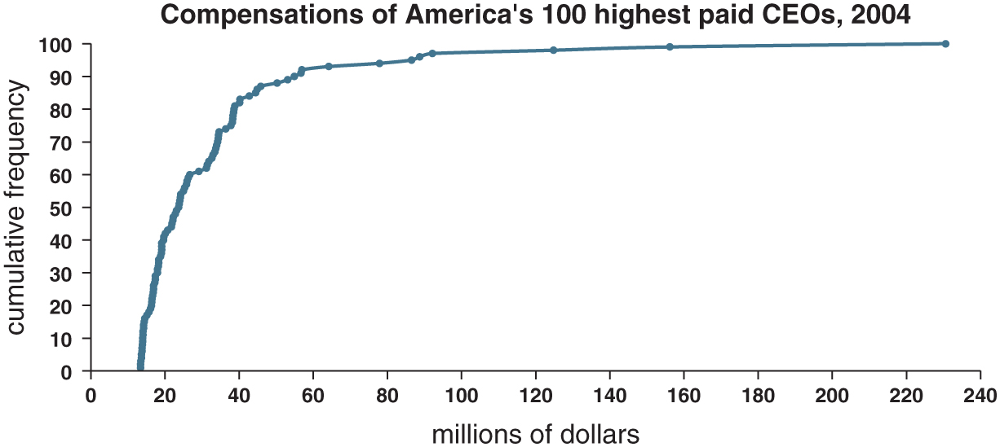 Compensations of America's 100 highest paid CEOs, 2004
cumulative frequency
100
90
80
70
60
50
40
30
20
10
0
0 20 40 60 80 100 120 140 160 180 200 220 240
millions of dollars